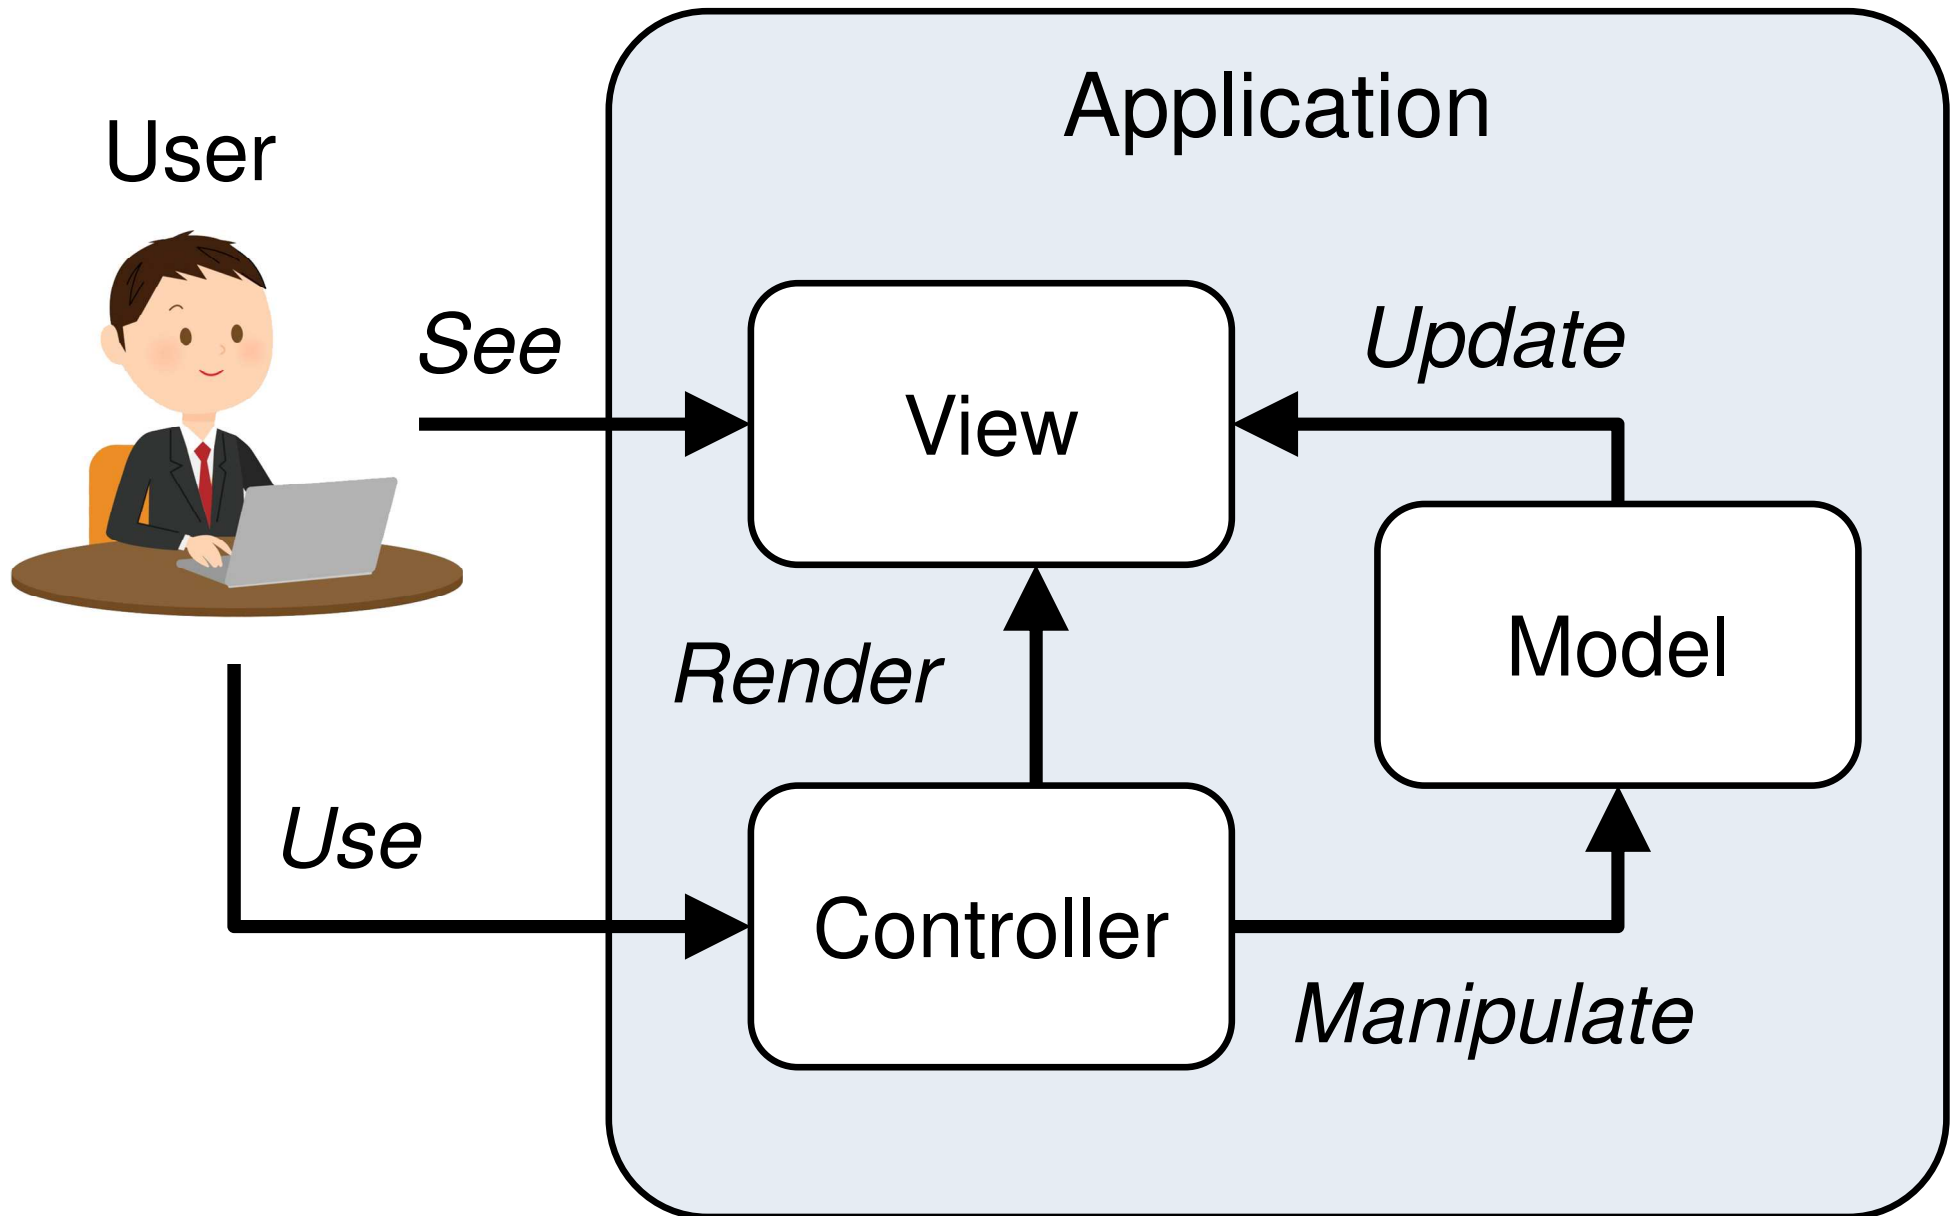 Application
User
See
Update
View
Model
Render
Use
Controller
Manipulate